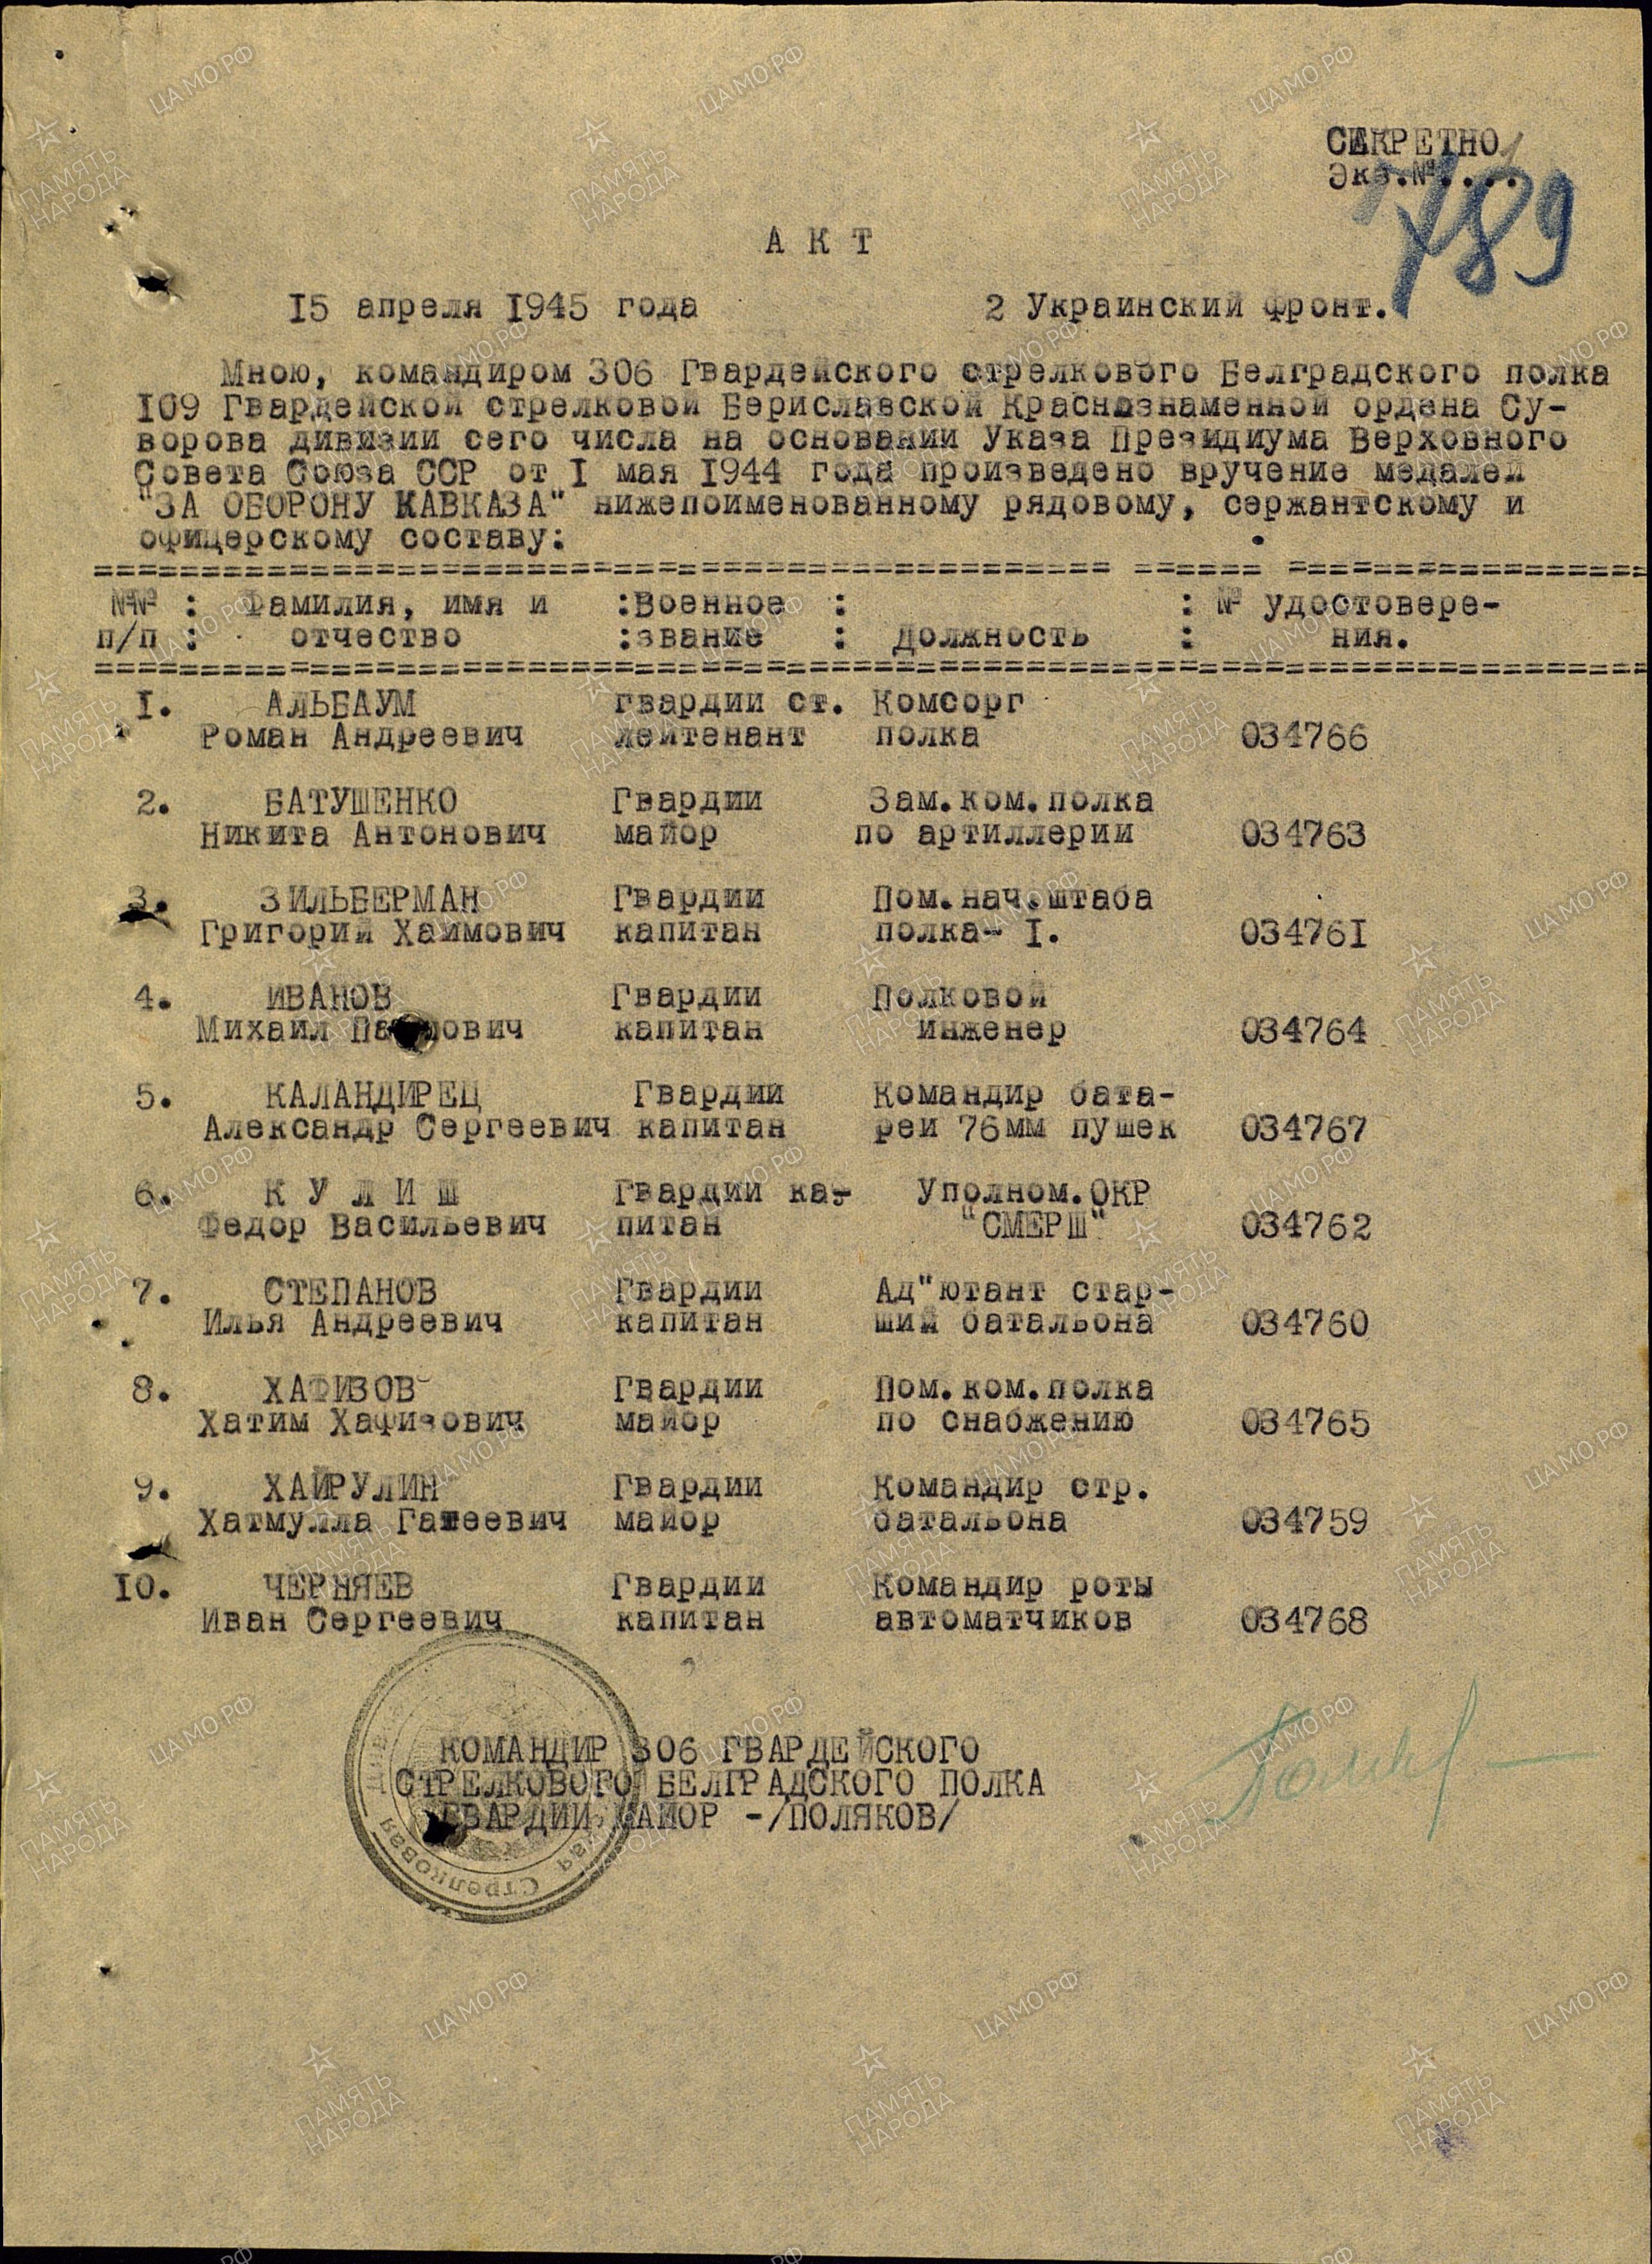 СЕКРЕТНО
Экз.№....
789
А К Т
15 апреля 1945 года 2 Украинский фронт.
Мною, командиром 306 Гвардейского стрелкового Белградского полка
109 Гвардейской стрелковой Бериславской Краснознаменной ордена Су-
ворова дивизии сего числа на основании Указа Президиума Верховного
Совета Союза ССР от I мая 1944 года произведено вручение медалей
"ЗА ОБОРОНУ КАВКАЗА" нижепоименованному рядовому, сержантскому и
офицерскому составу:
№№ : Фамилия, имя и :Военное : : № удостовере-
п/п : отчество :звание : должность : ния.
I. АЛЬБАУМ гвардии ст. Комсорг
Роман Андреевич лейтенант полка 034766
2. БАТУШЕНКО Гвардии Зам.ком.полка
Никита Антонович майор по артиллерии 034763
3. ЗИЛЬБЕРМАН Гвардии Пом.нач.штаба
Григорий Хаимович капитан полка- I. 034761
4. ИВАНОВ Гвардии Полковой
Михаил капитан инженер 034764
5. КАЛАНДИРЕЦ Гвардии Командир бата-
Александр Сергеевич капитан реи 76мм пушек 034767
6. К У Л И Ш Гвардии ка- Уполном.ОКР
Федор Васильевич питан "СМЕРШ" 034762
7. СТЕПАНОВ Гвардии Ад"ютант стар-
Илья Андреевич капитан ший батальона 034760
8. ХАФИЗОВ Гвардии Пом.ком.полка
Хатим Хафизович майор по снабжению 034765
9. ХАЙРУЛИН Гвардии Командир стр.
Хатмулла Гатеевич майор батальона 034759
IO. ЧЕРНЯЕВ Гвардии Командир роты
Иван Сергеевич капитан автоматчиков 034768
КОМАНДИР 306 ГВАРДЕЙСКОГО
СТРЕЛКОВОГО БЕЛГРАДСКОГО ПОЛКА
ГВАРДИИ МАЙОР -/ПОЛЯКОВ/
Стрелковая